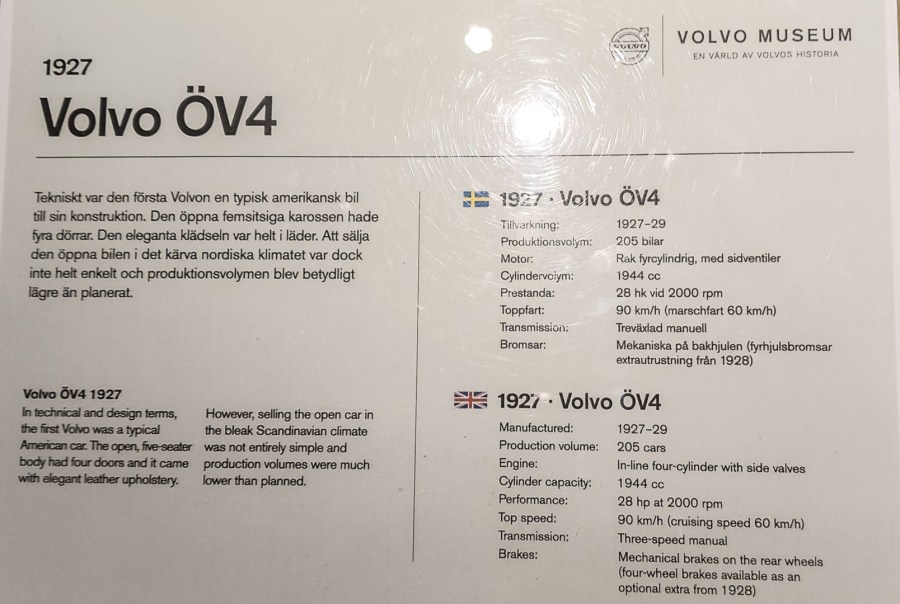 VOLVO
VOLVO MUSEUM
EN VÄRLD AV VOLVOS HISTORIA
1927
Volvo ÖV4
Tekniskt var den första Volvon en typisk amerikansk bil
till sin konstruktion. Den öppna femsitsiga karossen hade
fyra dörrar. Den eleganta klädseln var helt i läder. Att sälja
den öppna bilen i det kärva nordiska klimatet var dock
inte helt enkelt och produktionsvolymen blev betydligt
lägre än planerat.
Volvo ÖV4 1927
In technical and design terms,
the first Volvo was a typical
American car. The open, five-seater
body had four doors and it came
with elegant leather upholstery.
However, selling the open car in
the bleak Scandinavian climate
was not entirely simple and
production volumes were much
lower than planned.
1927 · Volvo ÖV4
Tillverkning: 1927–29
Produktionsvolym: 205 bilar
Motor: Rak fyrcylindrig, med sidventiler
Cylindervolym: 1944 cc
Prestanda: 28 hk vid 2000 rpm
Toppfart: 90 km/h (marschfart 60 km/h)
Transmission: Treväxlad manuell
Bromsar: Mekaniska på bakhjulen (fyrhjulsbromsar
extrautrustning från 1928)
1927 · Volvo ÖV4
Manufactured: 1927–29
Production volume: 205 cars
Engine: In-line four-cylinder with side valves
Cylinder capacity: 1944 cc
Performance: 28 hp at 2000 rpm
Top speed: 90 km/h (cruising speed 60 km/h)
Transmission: Three-speed manual
Brakes: Mechanical brakes on the rear wheels
(four-wheel brakes available as an
optional extra from 1928)